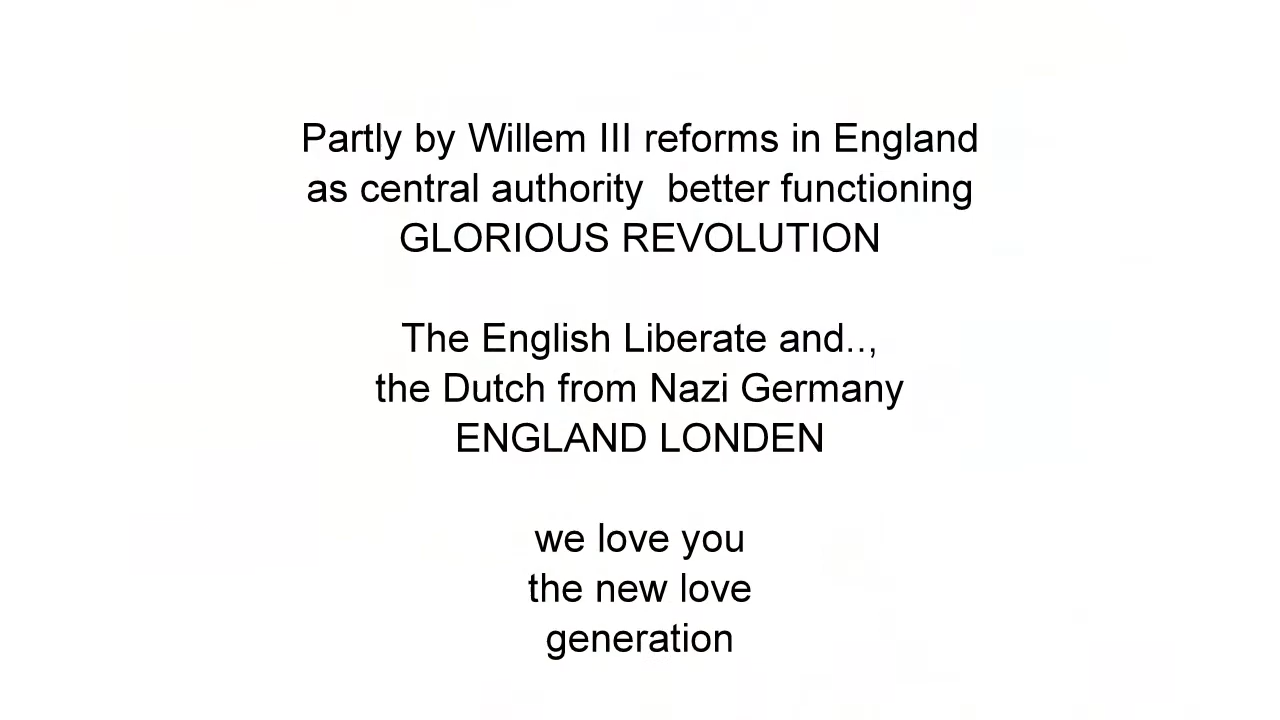 Partly by Willem III reforms in England
as central authority  better functioning
GLORIOUS REVOLUTION
The English Liberate and..,
the Dutch from Nazi Germany
ENGLAND LONDEN
we love you
the new love
generation